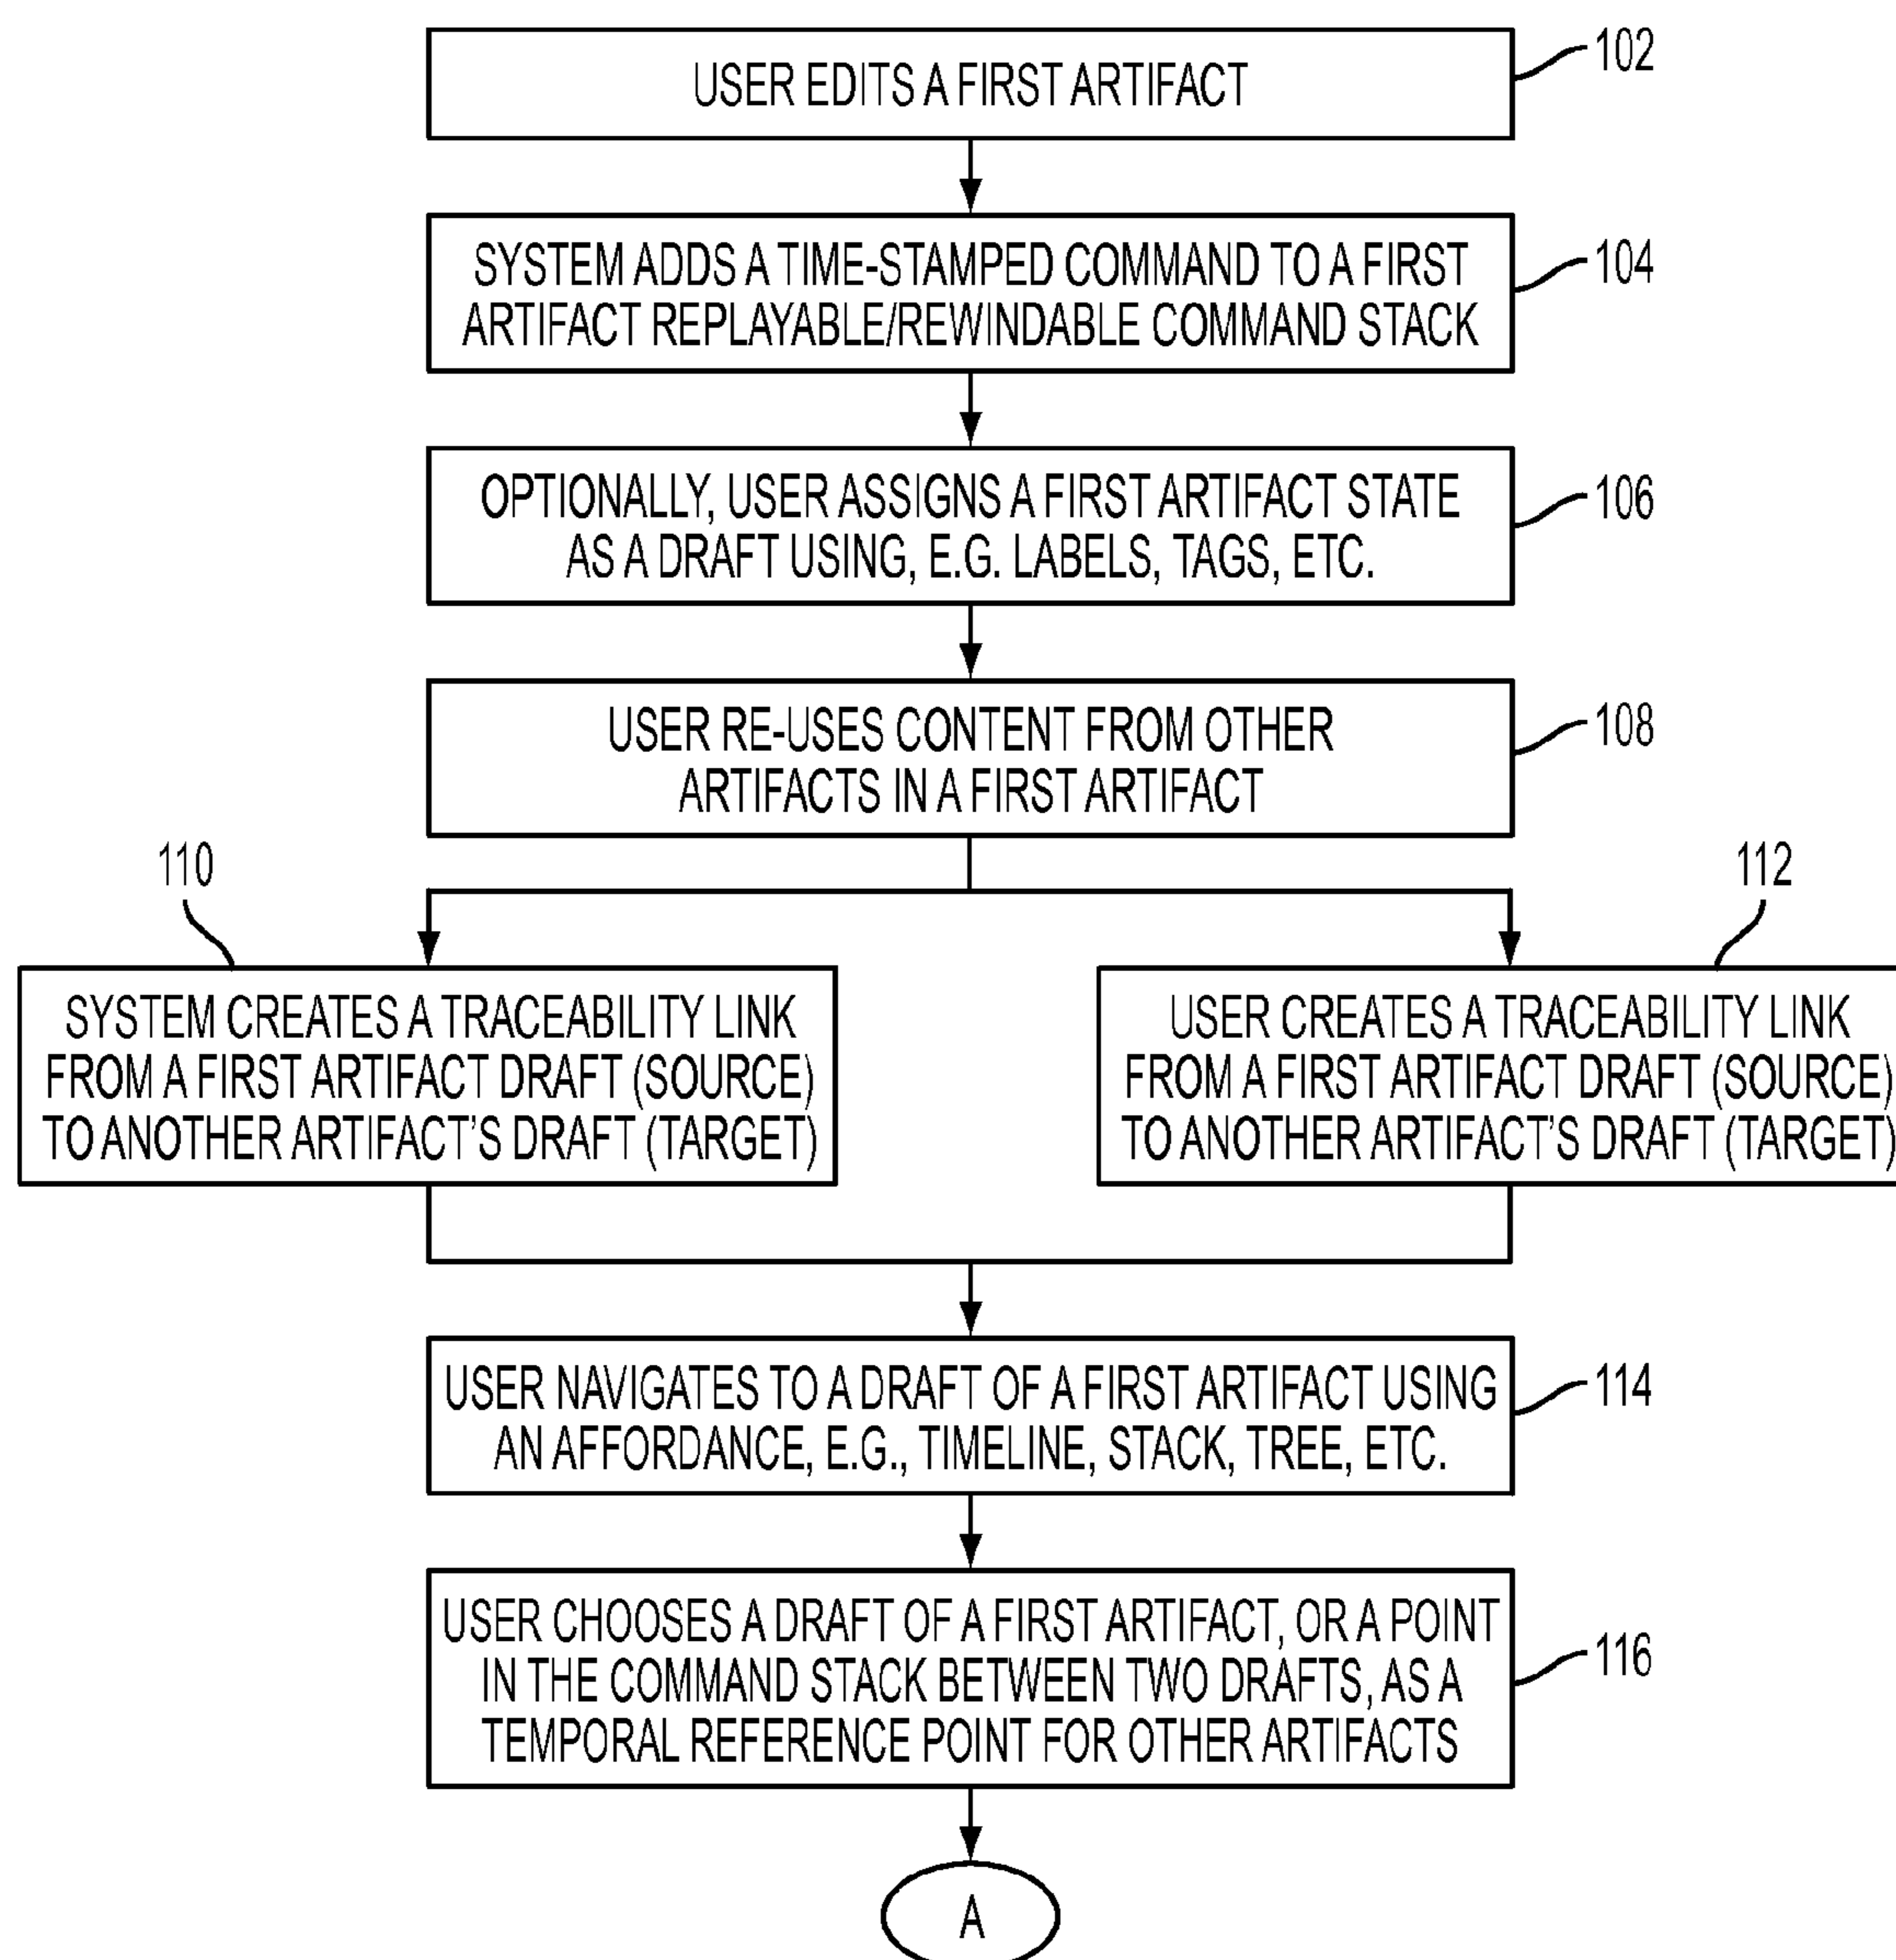 USER EDITS A FIRST ARTIFACT
102
SYSTEM ADDS A TIME-STAMPED COMMAND TO A FIRST
ARTIFACT REPLAYABLE/REWINDABLE COMMAND STACK
104
OPTIONALLY, USER ASSIGNS A FIRST ARTIFACT STATE
AS A DRAFT USING, E.G. LABELS, TAGS, ETC.
106
USER RE-USES CONTENT FROM OTHER
ARTIFACTS IN A FIRST ARTIFACT
108
110
SYSTEM CREATES A TRACEABILITY LINK
FROM A FIRST ARTIFACT DRAFT (SOURCE)
TO ANOTHER ARTIFACT'S DRAFT (TARGET)
112
USER CREATES A TRACEABILITY LINK
FROM A FIRST ARTIFACT DRAFT (SOURCE)
TO ANOTHER ARTIFACT'S DRAFT (TARGET)
USER NAVIGATES TO A DRAFT OF A FIRST ARTIFACT USING
AN AFFORDANCE, E.G., TIMELINE, STACK, TREE, ETC.
114
USER CHOOSES A DRAFT OF A FIRST ARTIFACT, OR A POINT
IN THE COMMAND STACK BETWEEN TWO DRAFTS, AS A
TEMPORAL REFERENCE POINT FOR OTHER ARTIFACTS
116
A